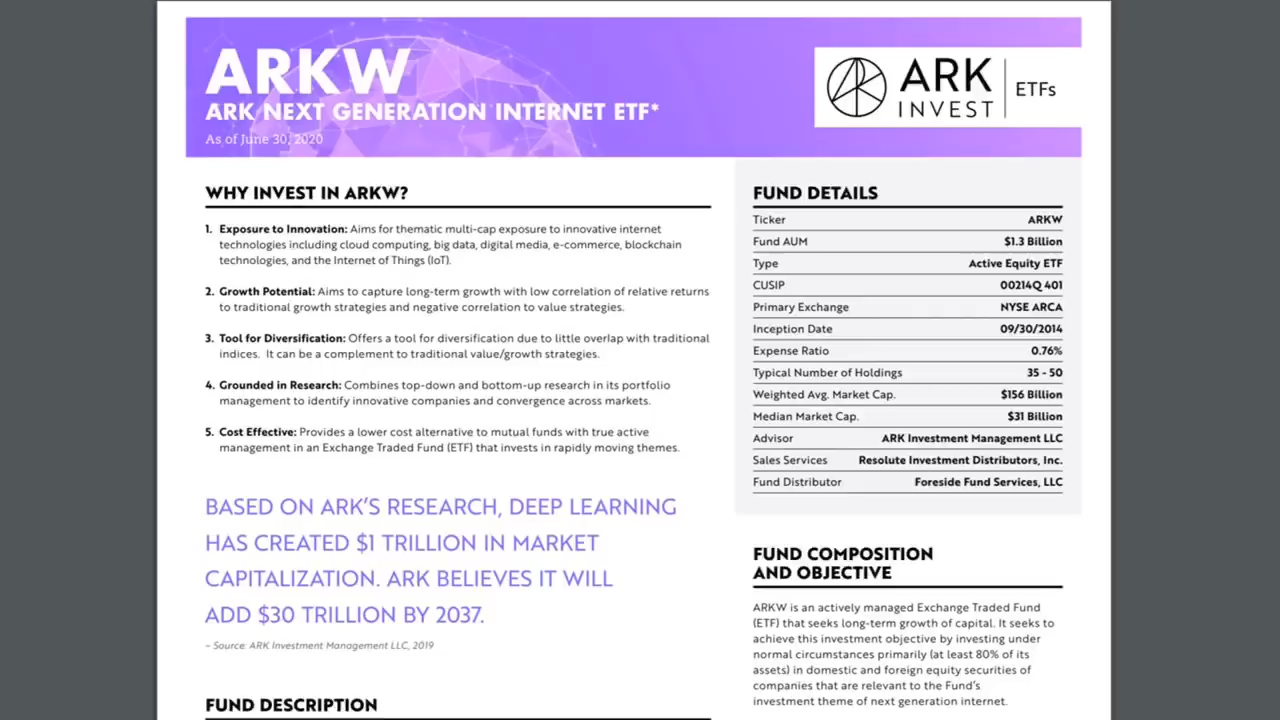 ARKW
ARK NEXT GENERATION INTERNET ETF*
As of June 30, 2020
ARK
INVEST
ETFs
WHY INVEST IN ARKW?
1. Exposure to Innovation: Aims for thematic multi-cap exposure to innovative internet
technologies including cloud computing, big data, digital media, e-commerce, blockchain
technologies, and the Internet of Things (IoT).
2. Growth Potential: Aims to capture long-term growth with low correlation of relative returns
to traditional growth strategies and negative correlation to value strategies.
3. Tool for Diversification: Offers a tool for diversification due to little overlap with traditional
indices. It can be a complement to traditional value/growth strategies.
4. Grounded in Research: Combines top-down and bottom-up research in its portfolio
management to identify innovative companies and convergence across markets.
5. Cost Effective: Provides a lower cost alternative to mutual funds with true active
management in an Exchange Traded Fund (ETF) that invests in rapidly moving themes.
BASED ON ARK'S RESEARCH, DEEP LEARNING
HAS CREATED $1 TRILLION IN MARKET
CAPITALIZATION. ARK BELIEVES IT WILL
ADD $30 TRILLION BY 2037.
– Source: ARK Investment Management LLC, 2019
FUND DESCRIPTION
FUND DETAILS
Ticker ARKW
Fund AUM $1.3 Billion
Type Active Equity ETF
CUSIP 00214Q 401
Primary Exchange NYSE ARCA
Inception Date 09/30/2014
Expense Ratio 0.76%
Typical Number of Holdings 35 - 50
Weighted Avg. Market Cap. $156 Billion
Median Market Cap. $31 Billion
Advisor ARK Investment Management LLC
Sales Services Resolute Investment Distributors, Inc.
Fund Distributor Foreside Fund Services, LLC
FUND COMPOSITION
AND OBJECTIVE
ARKW is an actively managed Exchange Traded Fund
(ETF) that seeks long-term growth of capital. It seeks to
achieve this investment objective by investing under
normal circumstances primarily (at least 80% of its
assets) in domestic and foreign equity securities of
companies that are relevant to the Fund's
investment theme of next generation internet.